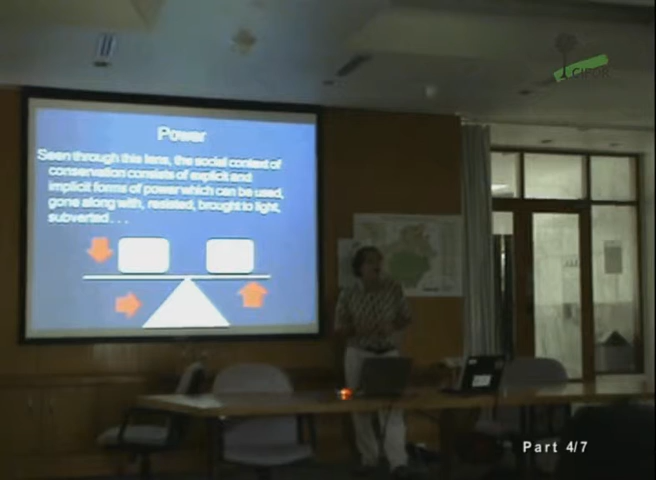 CIFOR
Power
Seen through this lens, the social context of
conservation consists of explicit and
implicit forms of power which can be used,
gone along with, resisted, brought to light,
subverted . . .
Part 4/7